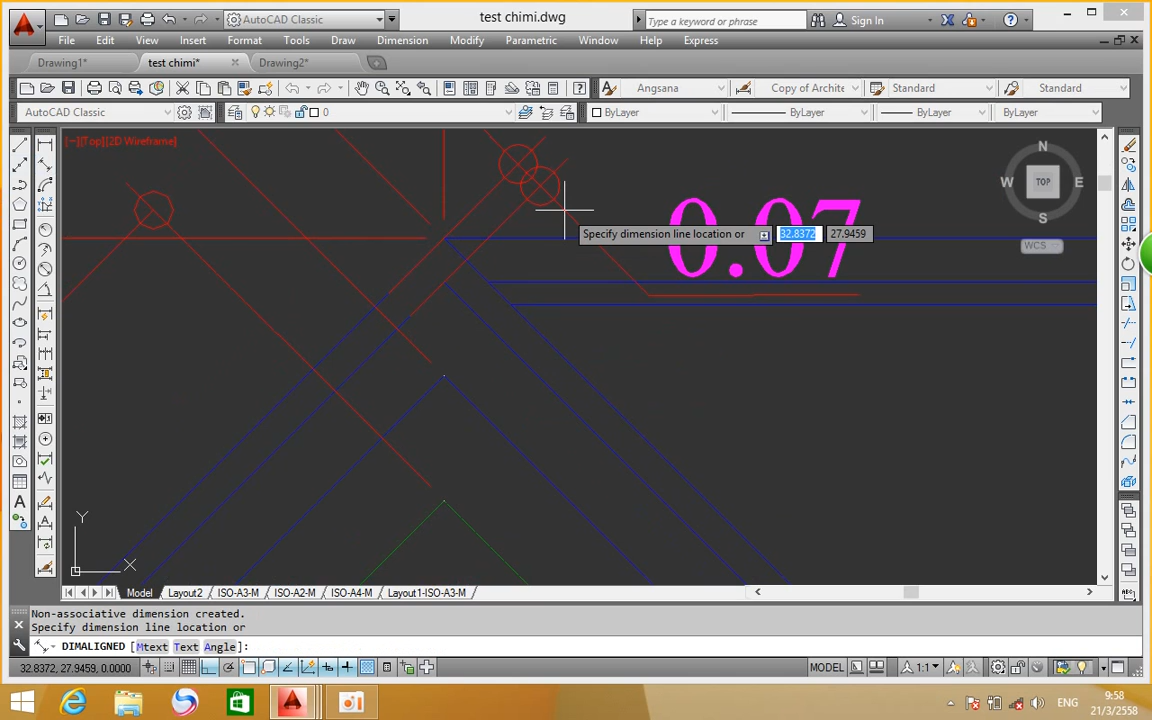 AutoCAD Classic
test chimi.dwg
Type a keyword or phrase
Sign In
File Edit View Insert Format Tools Draw Dimension Modify Parametric Window Help Express
Drawing1* test chimi* Drawing2*
Angsana Copy of Archite Standard Standard
AutoCAD Classic 0 ByLayer ByLayer ByLayer
[−][Top][2D Wireframe]
N
W TOP E
S
WCS
0.07
Specify dimension line location or 32.8372 27.9459
Y
X
Model Layout2 ISO-A3-M ISO-A2-M ISO-A4-M Layout1-ISO-A3-M
Non-associative dimension created.
Specify dimension line location or
DIMALIGNED [Mtext Text Angle]:
32.8372, 27.9459, 0.0000 MODEL 1:1
ENG
9:58
21/3/2558